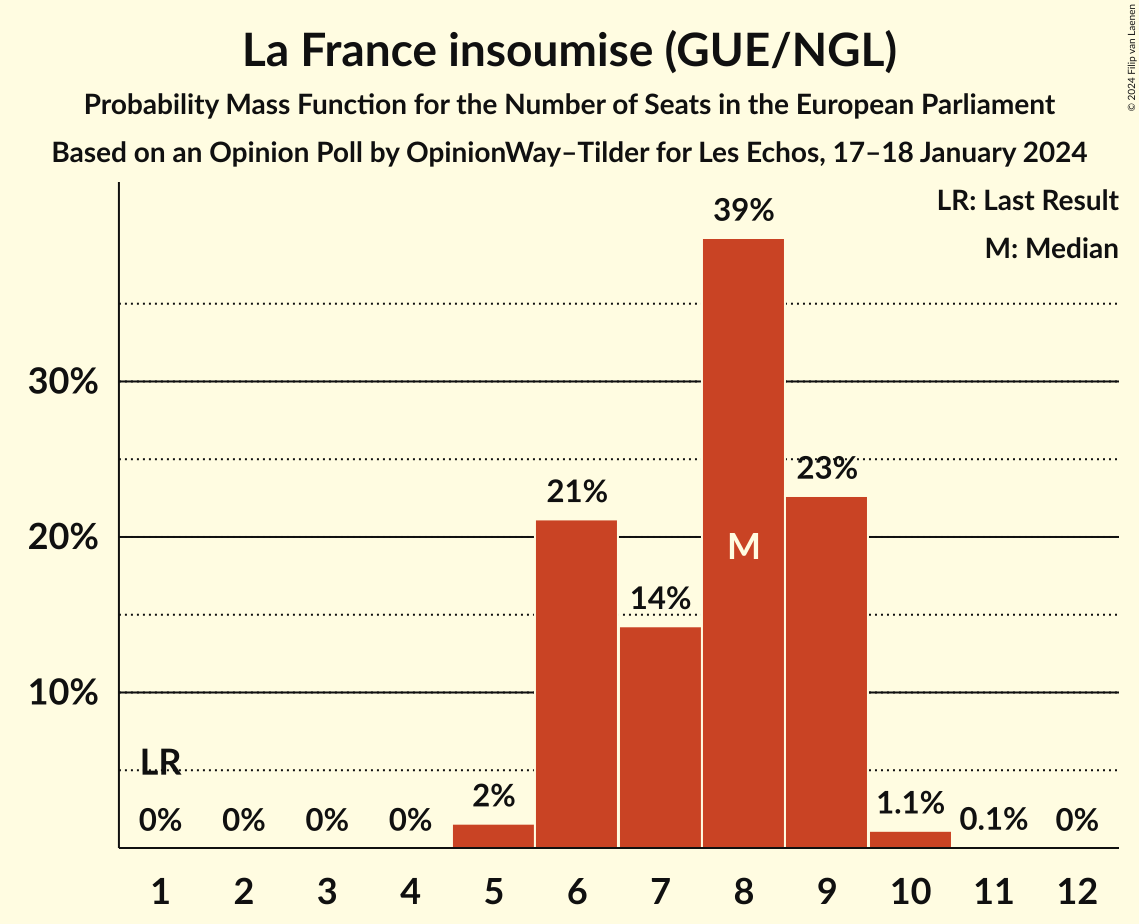 La France insoumise (GUE/NGL)
Probability Mass Function for the Number of Seats in the European Parliament
Based on an Opinion Poll by OpinionWay–Tilder for Les Echos, 17–18 January 2024
© 2024 Filip van Laenen
LR: Last Result
M: Median
39%
30%
23%
21%
20%
M
14%
10%
LR
0% 0% 0% 0% 2% 1.1% 0.1% 0%
1 2 3 4 5 6 7 8 9 10 11 12